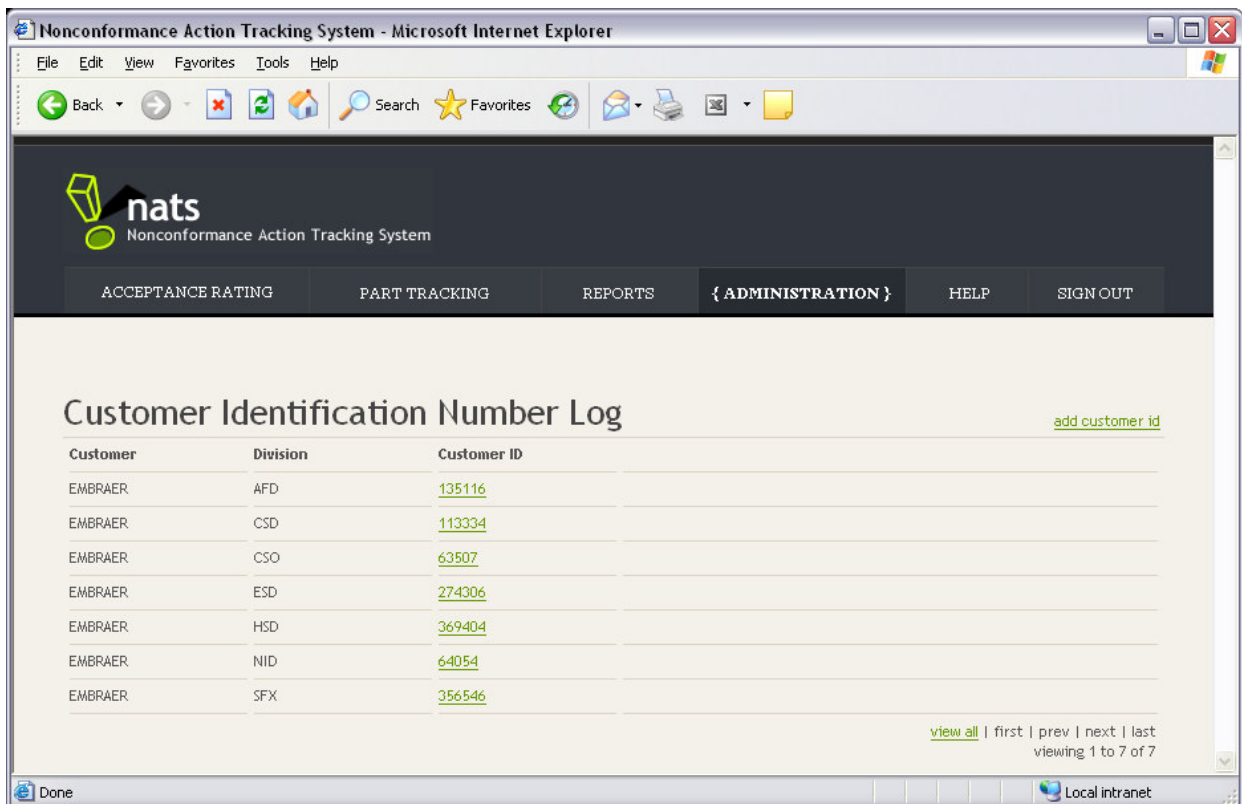 Nonconformance Action Tracking System - Microsoft Internet Explorer
File Edit View Favorites Tools Help
Back Search Favorites
nats
Nonconformance Action Tracking System
ACCEPTANCE RATING PART TRACKING REPORTS { ADMINISTRATION } HELP SIGN OUT
Customer Identification Number Log add customer id
Customer Division Customer ID
EMBRAER AFD 135116
EMBRAER CSD 113334
EMBRAER CSO 63507
EMBRAER ESD 274306
EMBRAER HSD 369404
EMBRAER NID 64054
EMBRAER SFX 356546
view all | first | prev | next | last
viewing 1 to 7 of 7
Done Local intranet